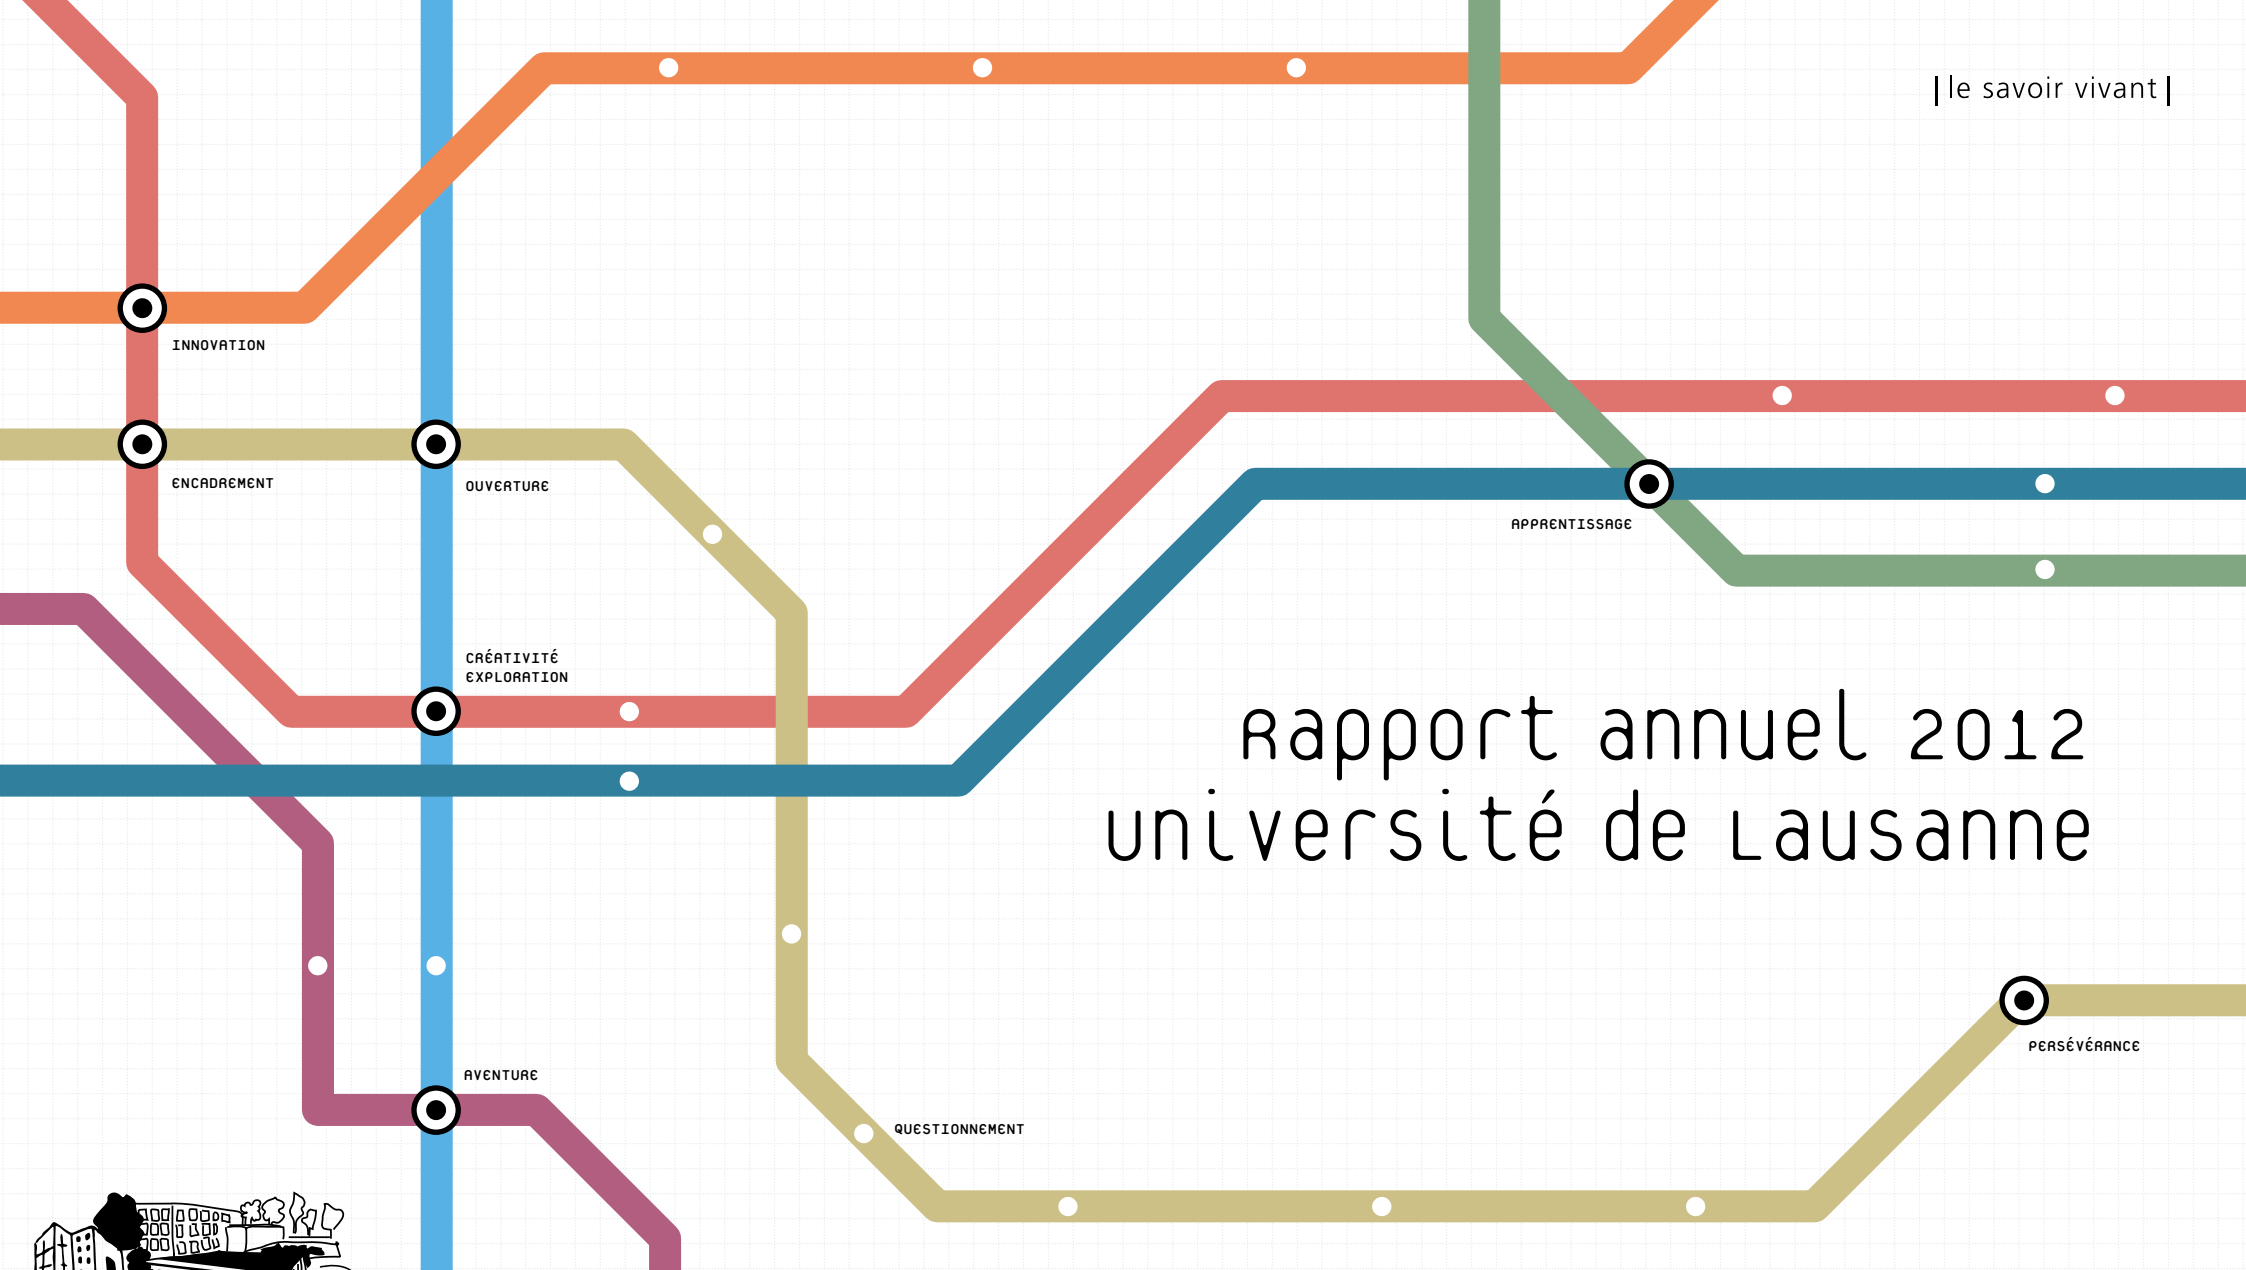 |le savoir vivant|
INNOVATION
ENCADREMENT
OUVERTURE
APPRENTISSAGE
CRÉATIVITÉ
EXPLORATION
Rapport annuel 2012
université de Lausanne
PERSÉVÉRANCE
AVENTURE
QUESTIONNEMENT